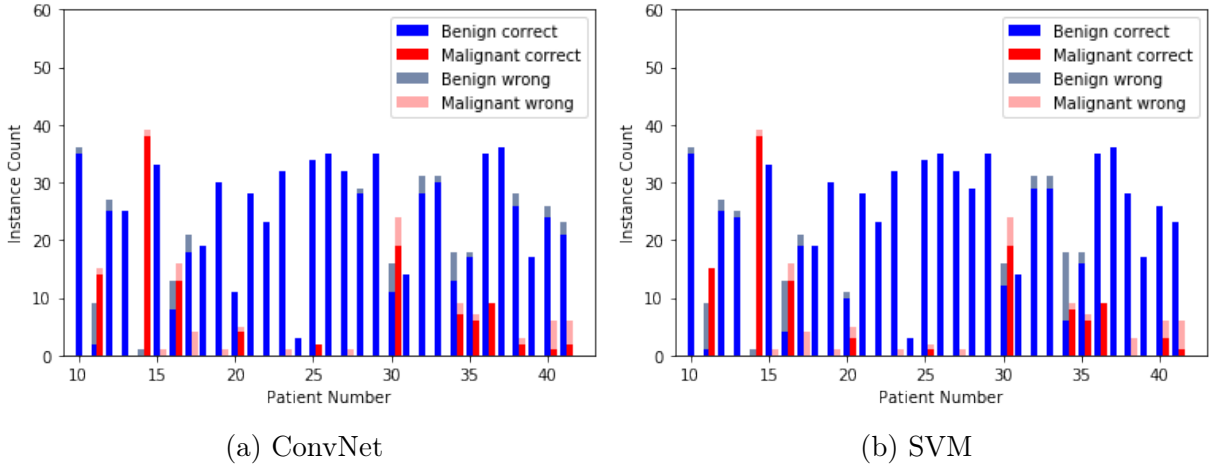 60
50
40
30
20
10
0
Instance Count
10
15
20
25
30
35
40
Patient Number
Benign correct
Malignant correct
Benign wrong
Malignant wrong
(a) ConvNet
60
50
40
30
20
10
0
Instance Count
10
15
20
25
30
35
40
Patient Number
Benign correct
Malignant correct
Benign wrong
Malignant wrong
(b) SVM